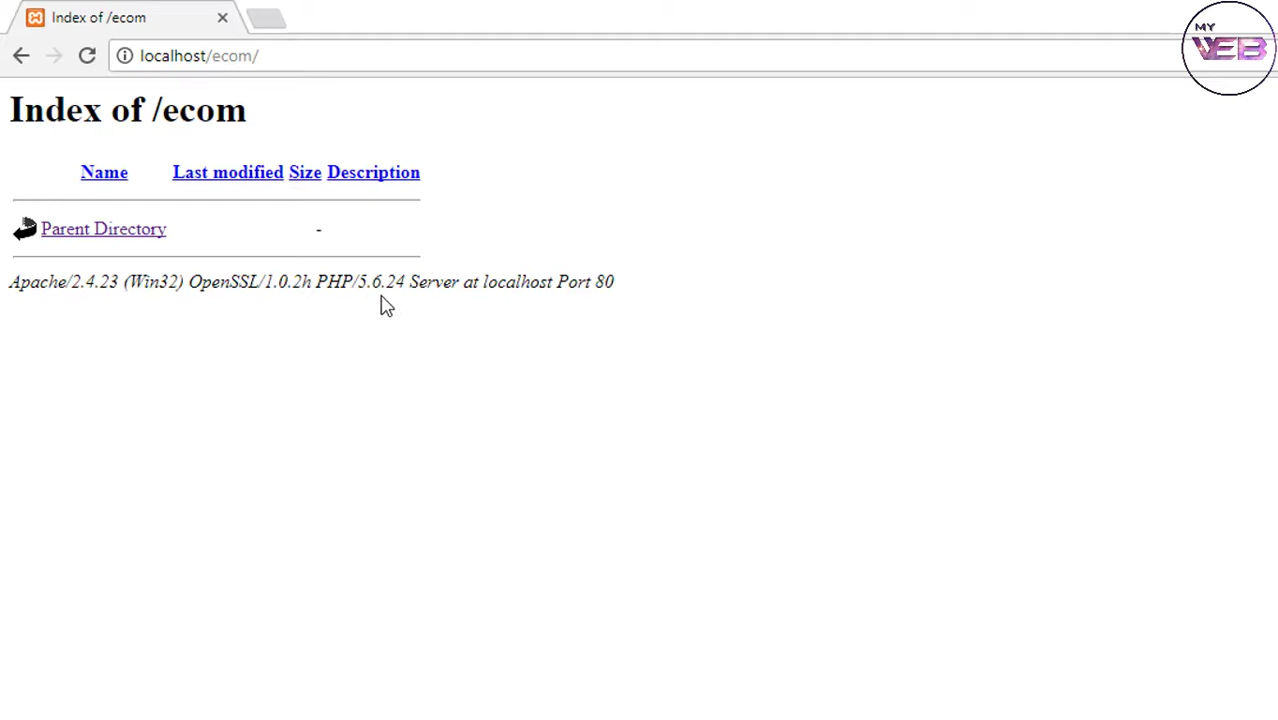 Index of /ecom
localhost/ecom/
MY
WEB
Index of /ecom
Name Last modified Size Description
Parent Directory -
Apache/2.4.23 (Win32) OpenSSL/1.0.2h PHP/5.6.24 Server at localhost Port 80